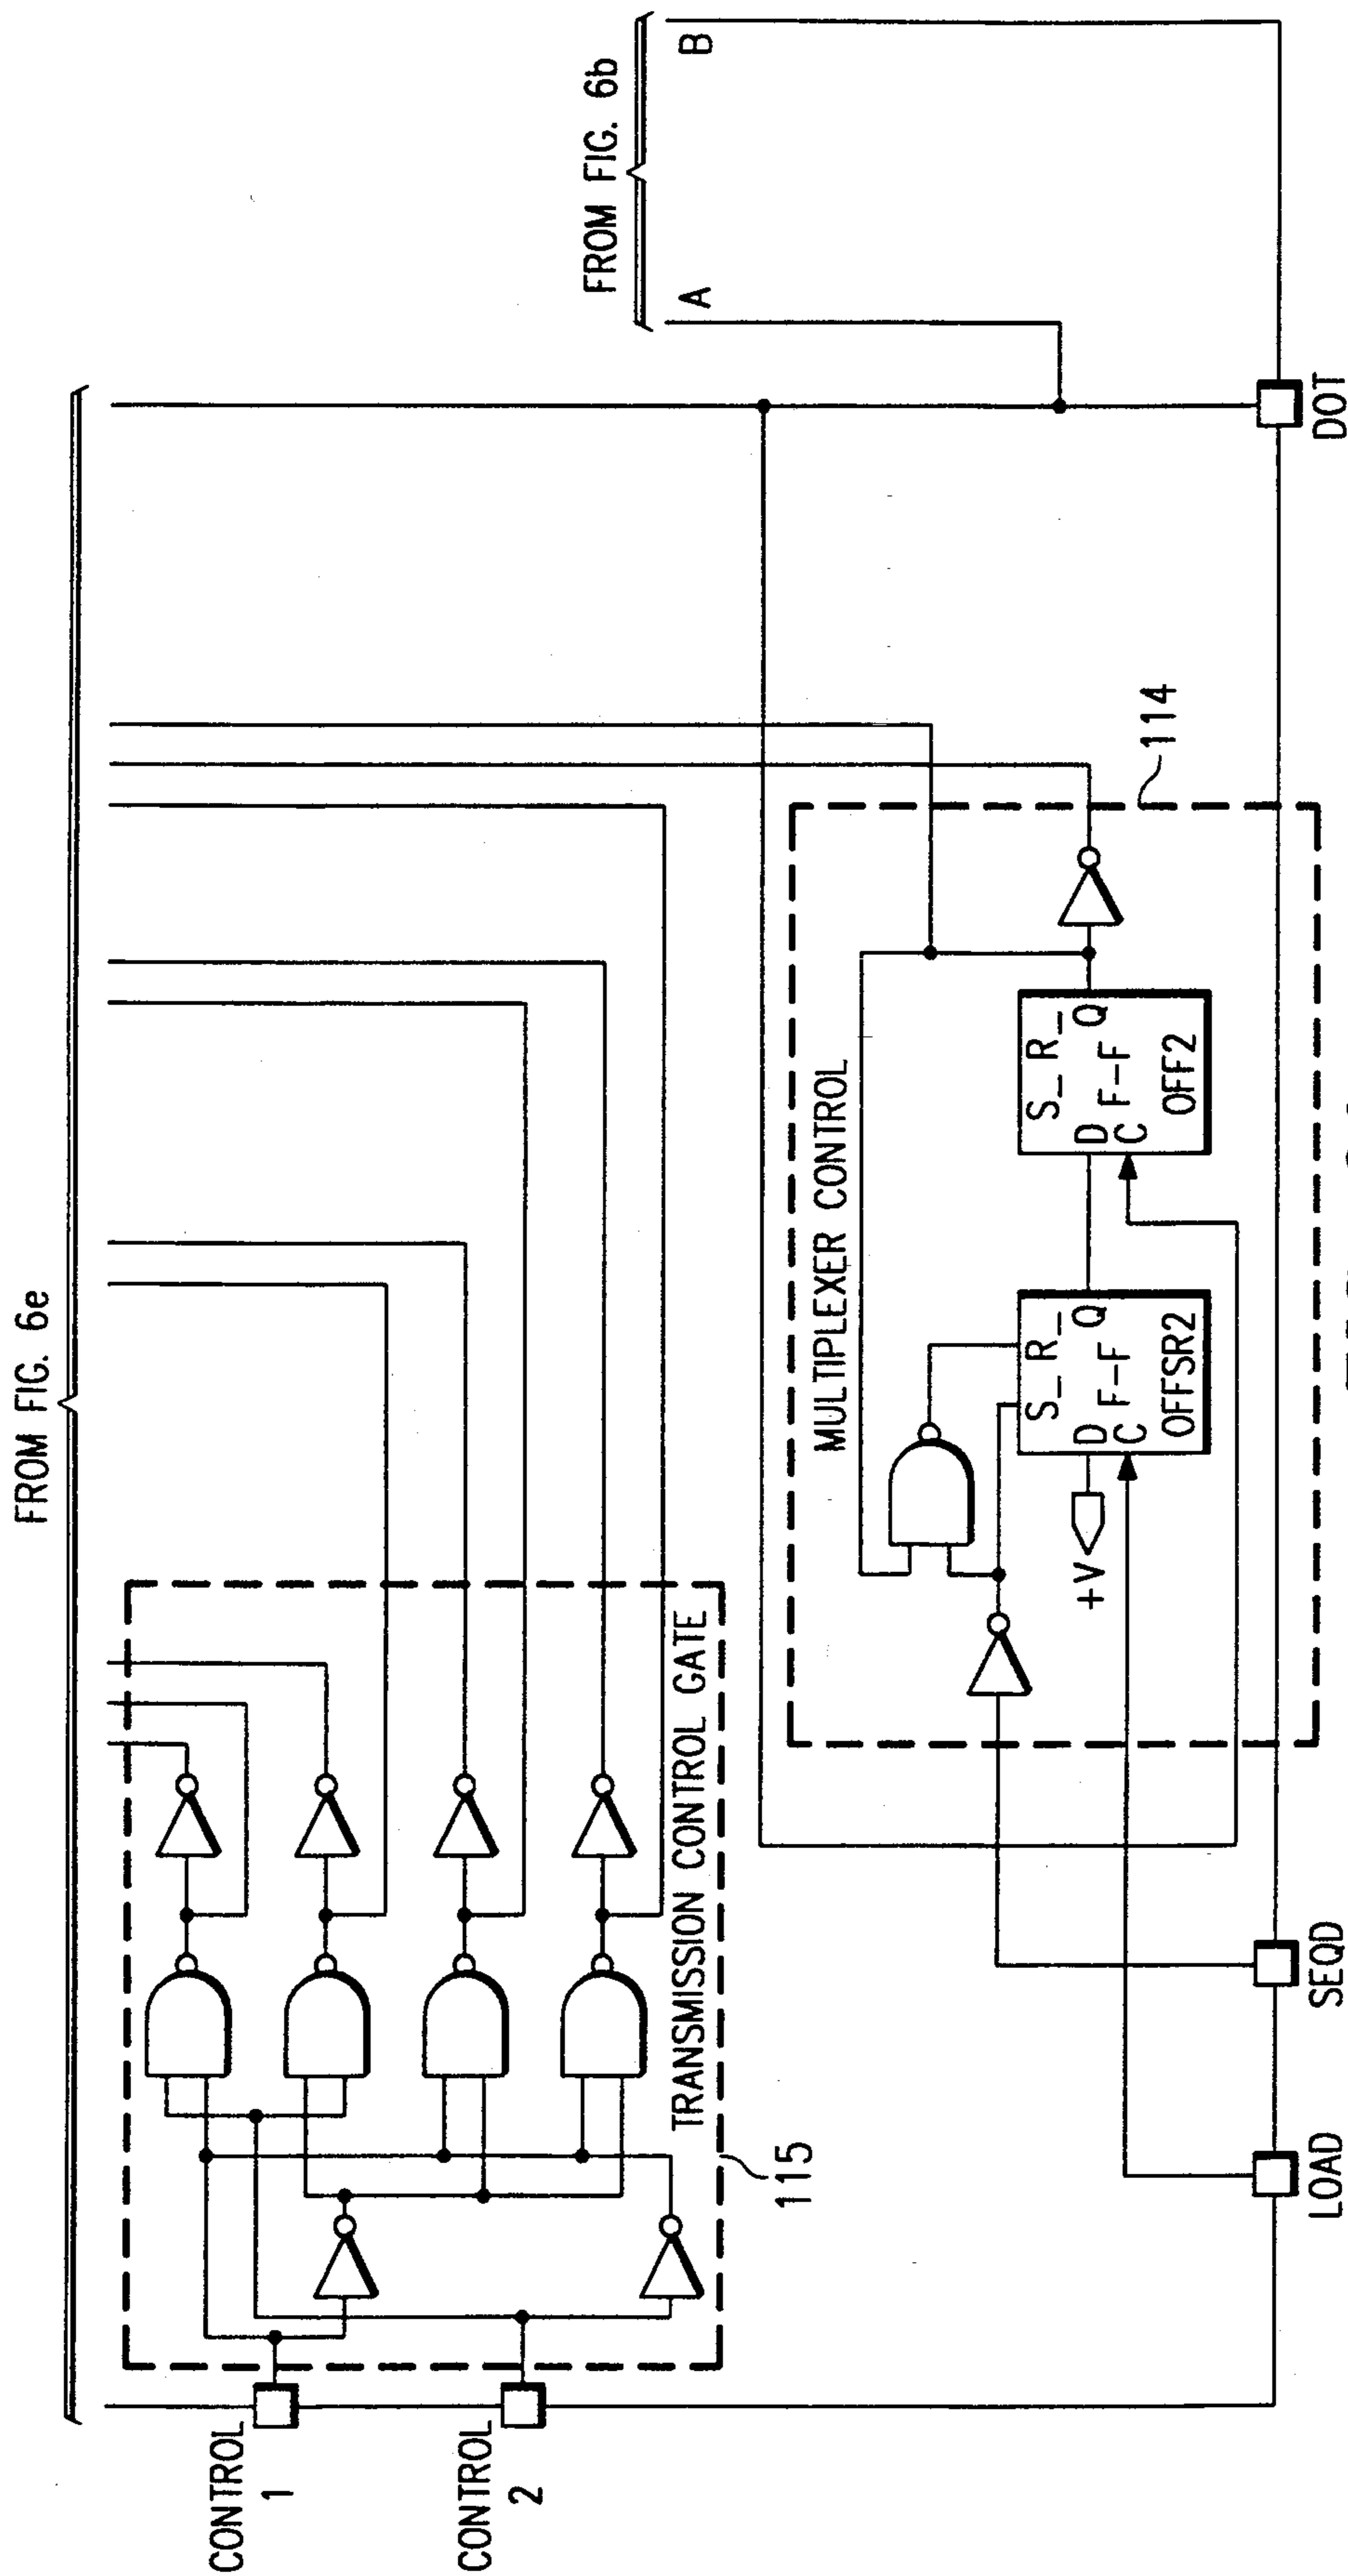 FROM FIG. 6e
FROM FIG. 6b
A
B
CONTROL
1
CONTROL
2
TRANSMISSION CONTROL GATE
115
MULTIPLEXER CONTROL
114
+V
S_ R_
D Q
F-F
C
OFFSR2
S_ R_
D Q
F-F
C
OFF2
LOAD
SEQD
DOT